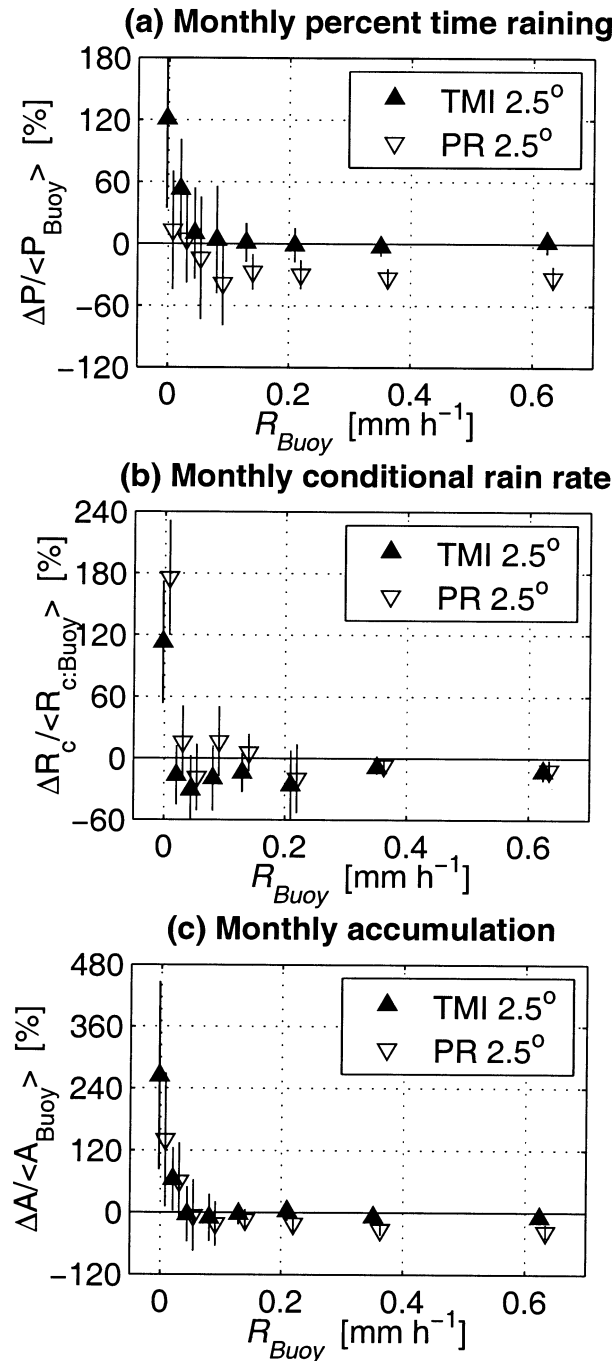 (a) Monthly percent time raining
180
120
60
0
−60
−120
ΔP/<P_Buoy> [%]
TMI 2.5°
PR 2.5°
0 0.2 0.4 0.6
R_Buoy [mm h⁻¹]
(b) Monthly conditional rain rate
240
180
120
60
0
−60
ΔR_c/<R_c:Buoy> [%]
TMI 2.5°
PR 2.5°
0 0.2 0.4 0.6
R_Buoy [mm h⁻¹]
(c) Monthly accumulation
480
360
240
120
0
−120
ΔA/<A_Buoy> [%]
TMI 2.5°
PR 2.5°
0 0.2 0.4 0.6
R_Buoy [mm h⁻¹]